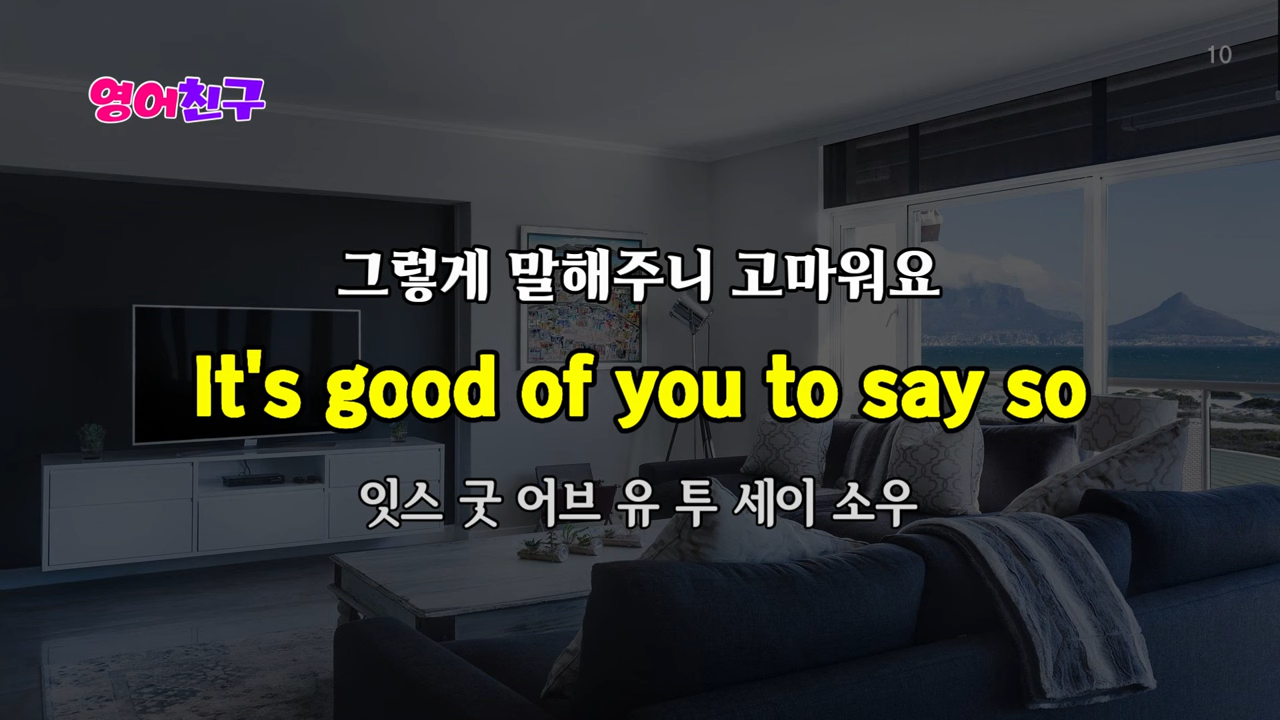 영어친구
10
그렇게 말해주니 고마워요
It's good of you to say so
잇스 굿 어브 유 투 세이 소우